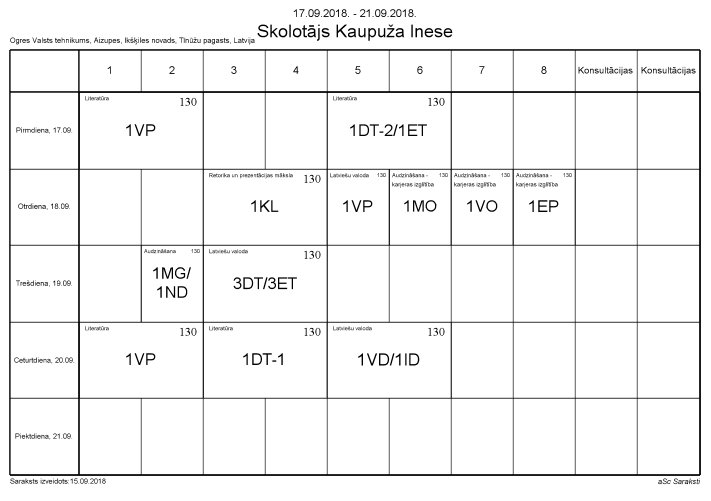 17.09.2018. - 21.09.2018.
Skolotājs Kaupuža Inese
Ogres Valsts tehnikums, Aizupes, Ikšķiles novads, Tīnūžu pagasts, Latvija
1 2 3 4 5 6 7 8 Konsultācijas Konsultācijas
Pirmdiena, 17.09.
Literatūra 130
1VP
Literatūra 130
1DT-2/1ET
Otrdiena, 18.09.
Retorika un prezentācijas māksla 130
1KL
Latviešu valoda 130
1VP
Audzināšana - 130
karjeras izglītība
1MO
Audzināšana - 130
karjeras izglītība
1VO
Audzināšana - 130
karjeras izglītība
1EP
Trešdiena, 19.09.
Audzināšana 130
1MG/
1ND
Latviešu valoda 130
3DT/3ET
Ceturtdiena, 20.09.
Literatūra 130
1VP
Literatūra 130
1DT-1
Latviešu valoda 130
1VD/1ID
Piektdiena, 21.09.
Saraksts izveidots:15.09.2018
aSc Saraksti